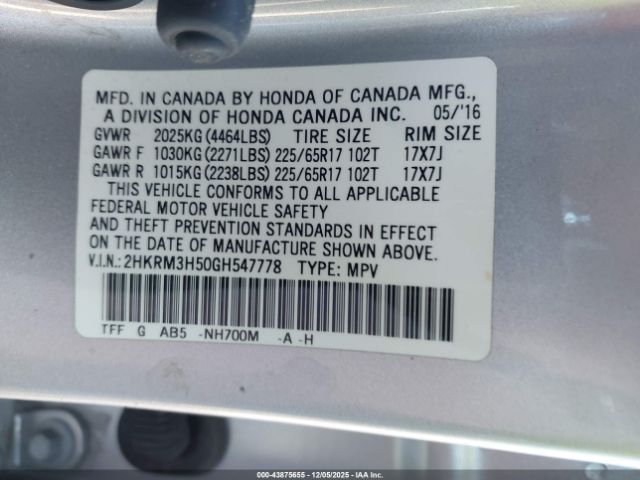 MFD. IN CANADA BY HONDA OF CANADA MFG.,
A DIVISION OF HONDA CANADA INC. 05/'16
GVWR 2025KG(4464LBS) TIRE SIZE RIM SIZE
GAWR F 1030KG(2271LBS) 225/65R17 102T 17X7J
GAWR R 1015KG(2238LBS) 225/65R17 102T 17X7J
THIS VEHICLE CONFORMS TO ALL APPLICABLE
FEDERAL MOTOR VEHICLE SAFETY
AND THEFT PREVENTION STANDARDS IN EFFECT
ON THE DATE OF MANUFACTURE SHOWN ABOVE.
V.I.N.:2HKRM3H50GH547778 TYPE: MPV
TFF G AB5 -NH700M -A -H
000-43875655 - 12/05/2025 - IAA Inc.